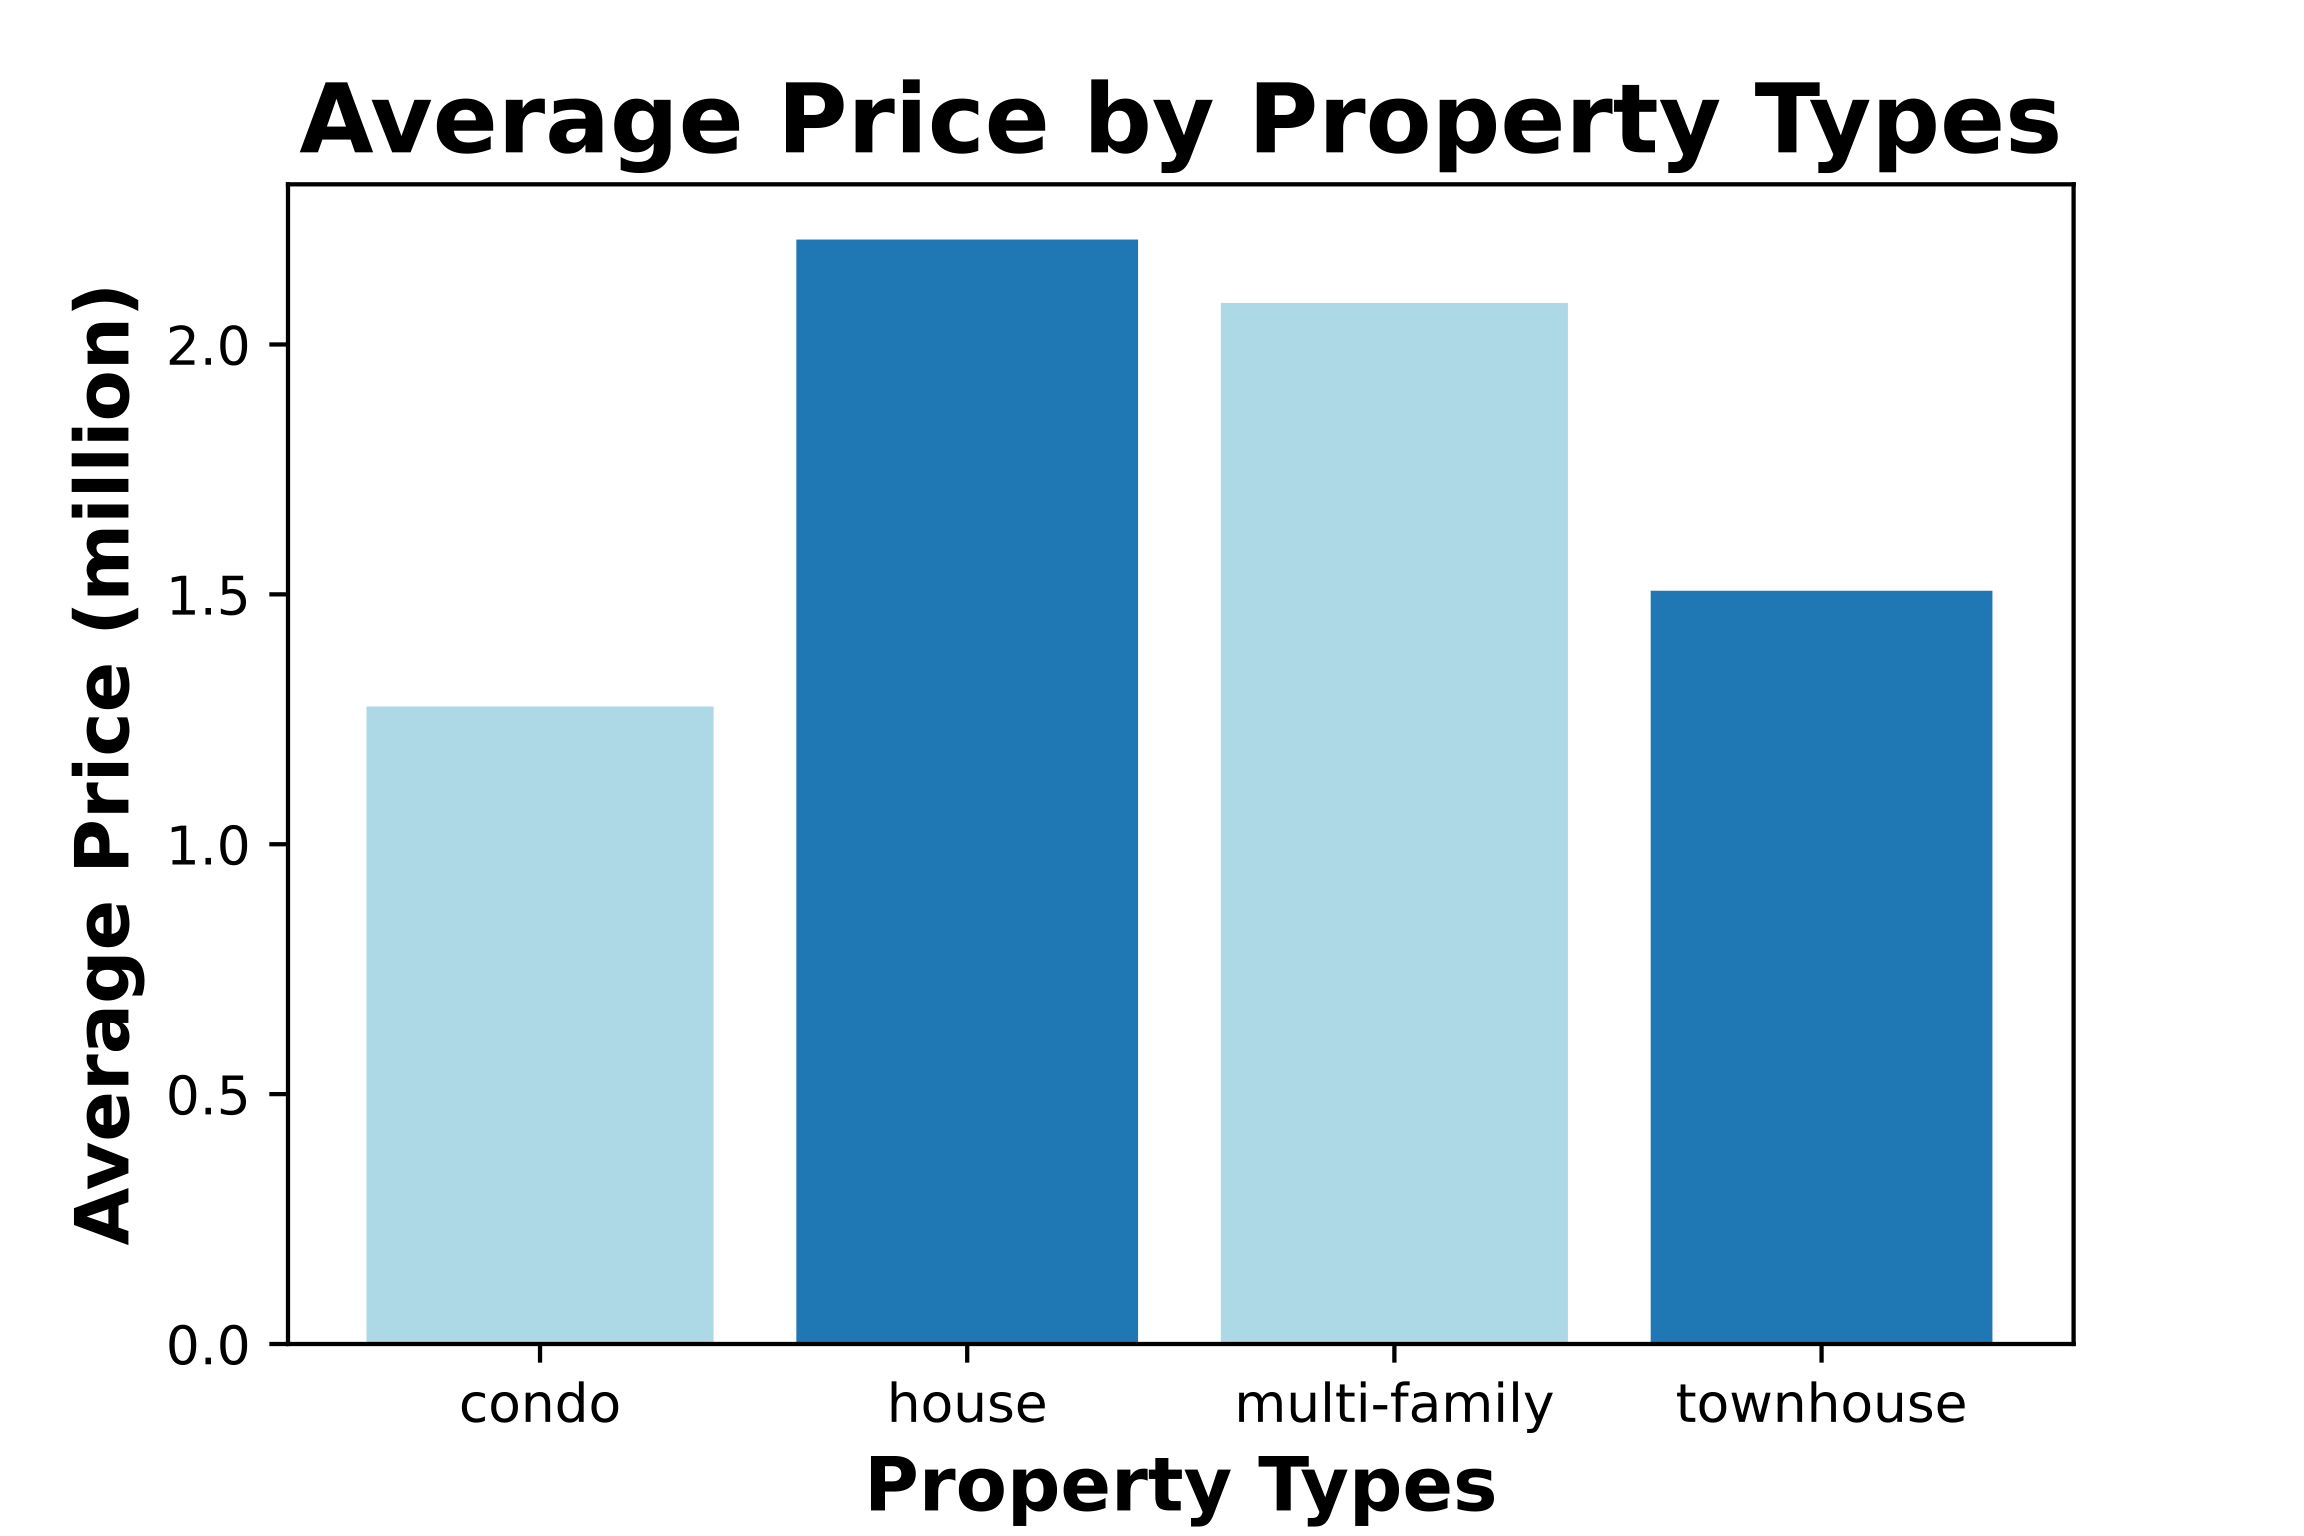 Average Price by Property Types
Average Price (million)
2.0
1.5
1.0
0.5
0.0
condo house multi-family townhouse
Property Types